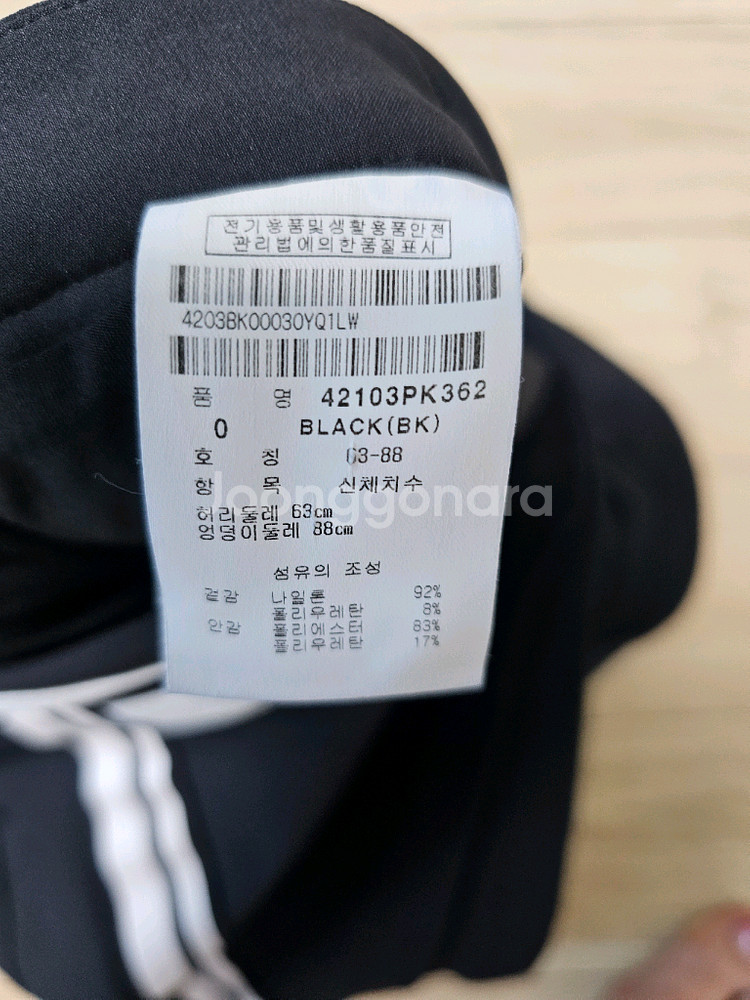 전기용품및생활용품안전
관리법에의한품질표시
4203BK00030YQ1LW
품 명 42103PK362
0 BLACK(BK)
호 칭 63-88
항 목 신체치수
허리둘레 63cm
엉덩이둘레 88cm
섬유의 조성
겉감 나일론 92%
폴리우레탄 8%
안감 폴리에스터 83%
폴리우레탄 17%
Joonggonara